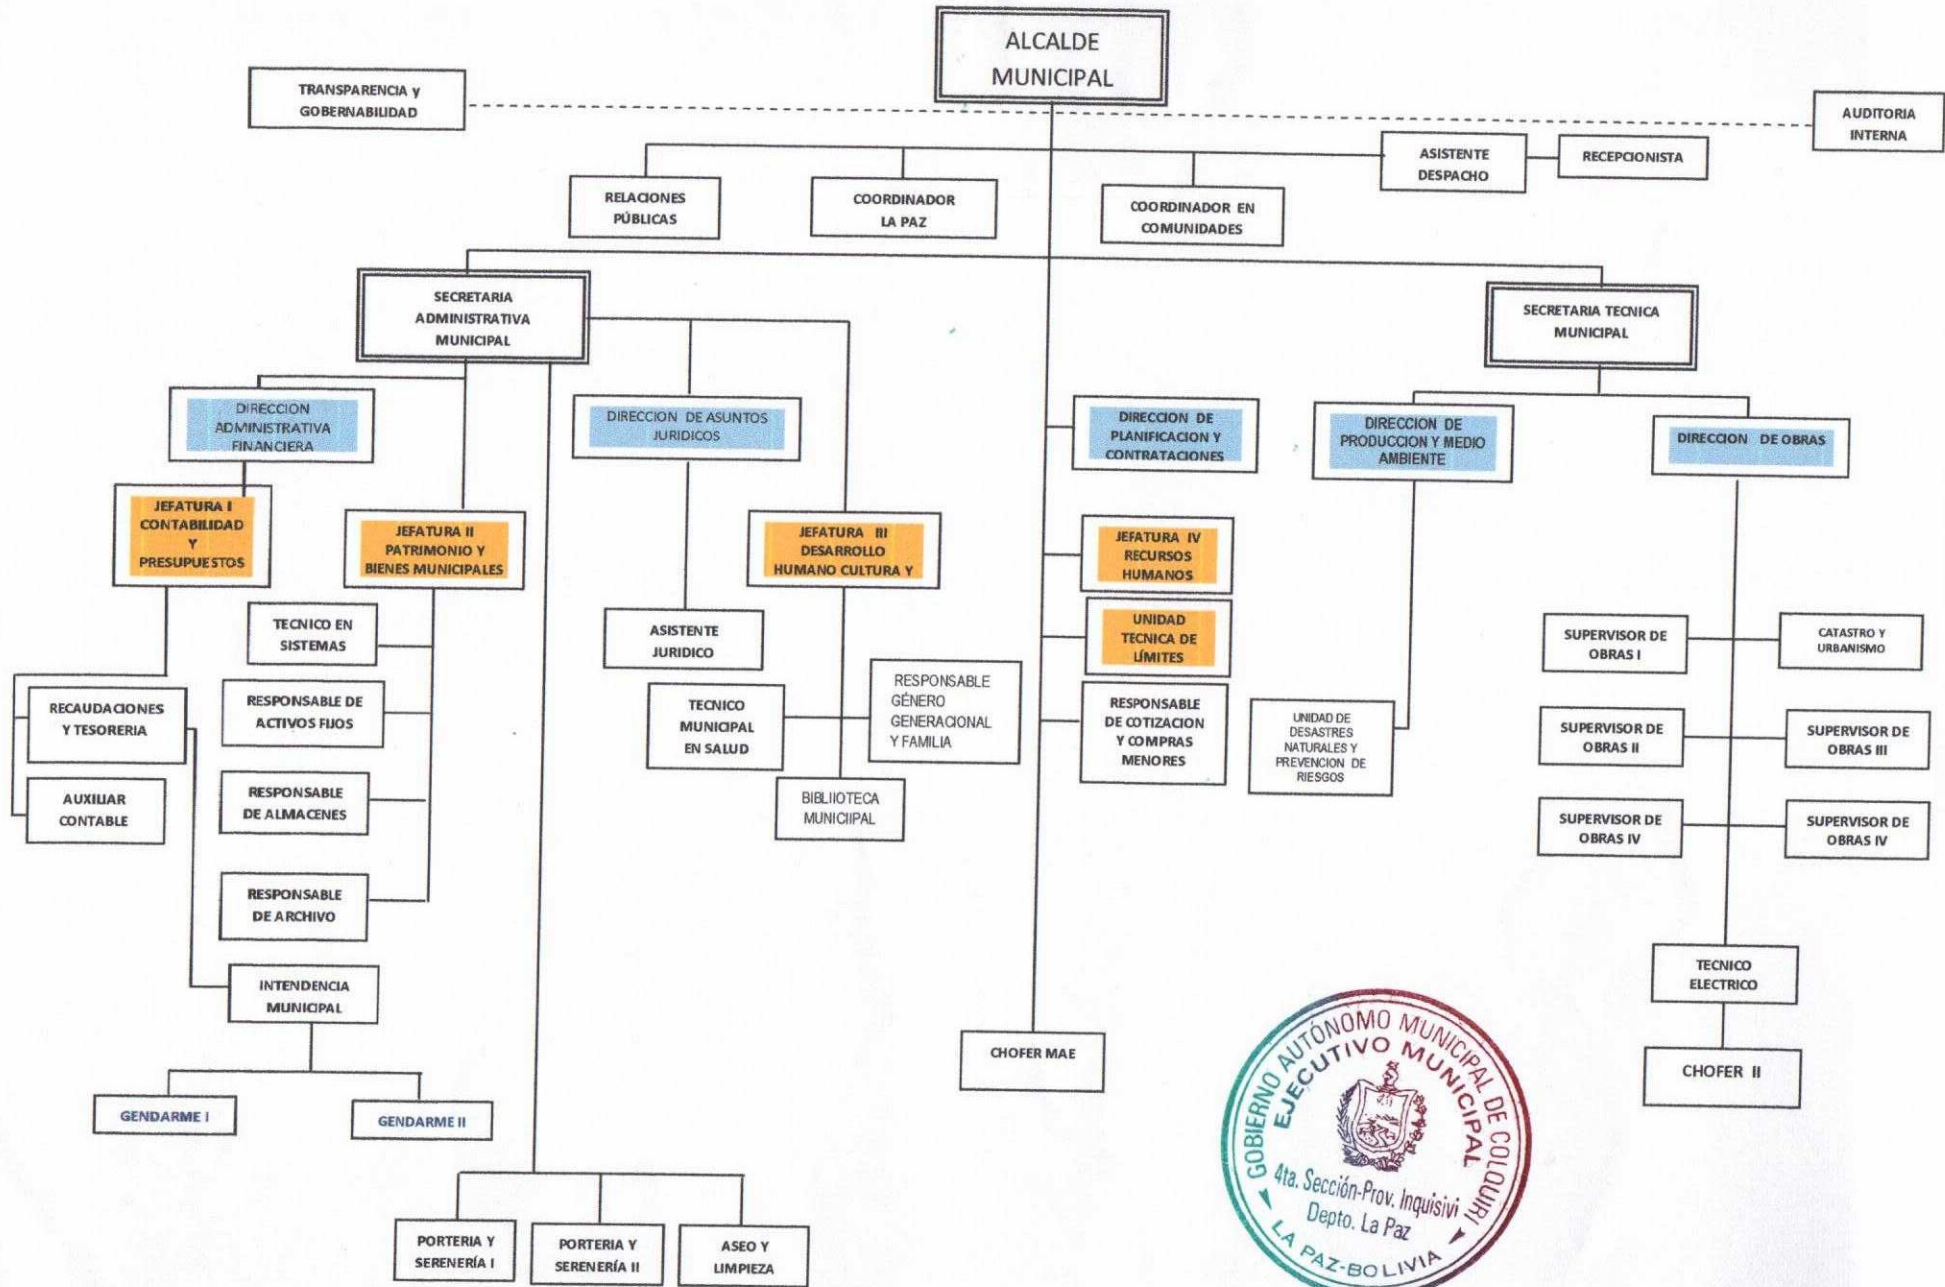 ALCALDE
MUNICIPAL
TRANSPARENCIA y
GOBERNABILIDAD
AUDITORIA
INTERNA
ASISTENTE
DESPACHO
RECEPCIONISTA
RELACIONES
PÚBLICAS
COORDINADOR
LA PAZ
COORDINADOR EN
COMUNIDADES
SECRETARIA
ADMINISTRATIVA
MUNICIPAL
SECRETARIA TECNICA
MUNICIPAL
DIRECCION
ADMINISTRATIVA
FINANCIERA
DIRECCION DE ASUNTOS
JURIDICOS
DIRECCION DE
PLANIFICACION Y
CONTRATACIONES
DIRECCION DE
PRODUCCION Y MEDIO
AMBIENTE
DIRECCION DE OBRAS
JEFATURA I
CONTABILIDAD
Y
PRESUPUESTOS
JEFATURA II
PATRIMONIO Y
BIENES MUNICIPALES
JEFATURA III
DESARROLLO
HUMANO CULTURA Y
JEFATURA IV
RECURSOS
HUMANOS
UNIDAD
TECNICA DE
LÍMITES
TECNICO EN
SISTEMAS
ASISTENTE
JURIDICO
SUPERVISOR DE
OBRAS I
CATASTRO Y
URBANISMO
RECAUDACIONES
Y TESORERIA
RESPONSABLE DE
ACTIVOS FIJOS
TECNICO
MUNICIPAL
EN SALUD
RESPONSABLE
GÉNERO
GENERACIONAL
Y FAMILIA
RESPONSABLE
DE COTIZACION
Y COMPRAS
MENORES
UNIDAD DE
DESASTRES
NATURALES Y
PREVENCION DE
RIESGOS
SUPERVISOR DE
OBRAS II
SUPERVISOR DE
OBRAS III
AUXILIAR
CONTABLE
RESPONSABLE
DE ALMACENES
BIBLIIOTECA
MUNICIIPAL
SUPERVISOR DE
OBRAS IV
SUPERVISOR DE
OBRAS IV
RESPONSABLE
DE ARCHIVO
INTENDENCIA
MUNICIPAL
TECNICO
ELECTRICO
CHOFER MAE
CHOFER II
GENDARME I
GENDARME II
PORTERIA Y
SERENERÍA I
PORTERIA Y
SERENERÍA II
ASEO Y
LIMPIEZA
GOBIERNO AUTÓNOMO MUNICIPAL DE COLQUIRI
EJECUTIVO MUNICIPAL
4ta. Sección-Prov. Inquisivi
Depto. La Paz
LA PAZ-BOLIVIA